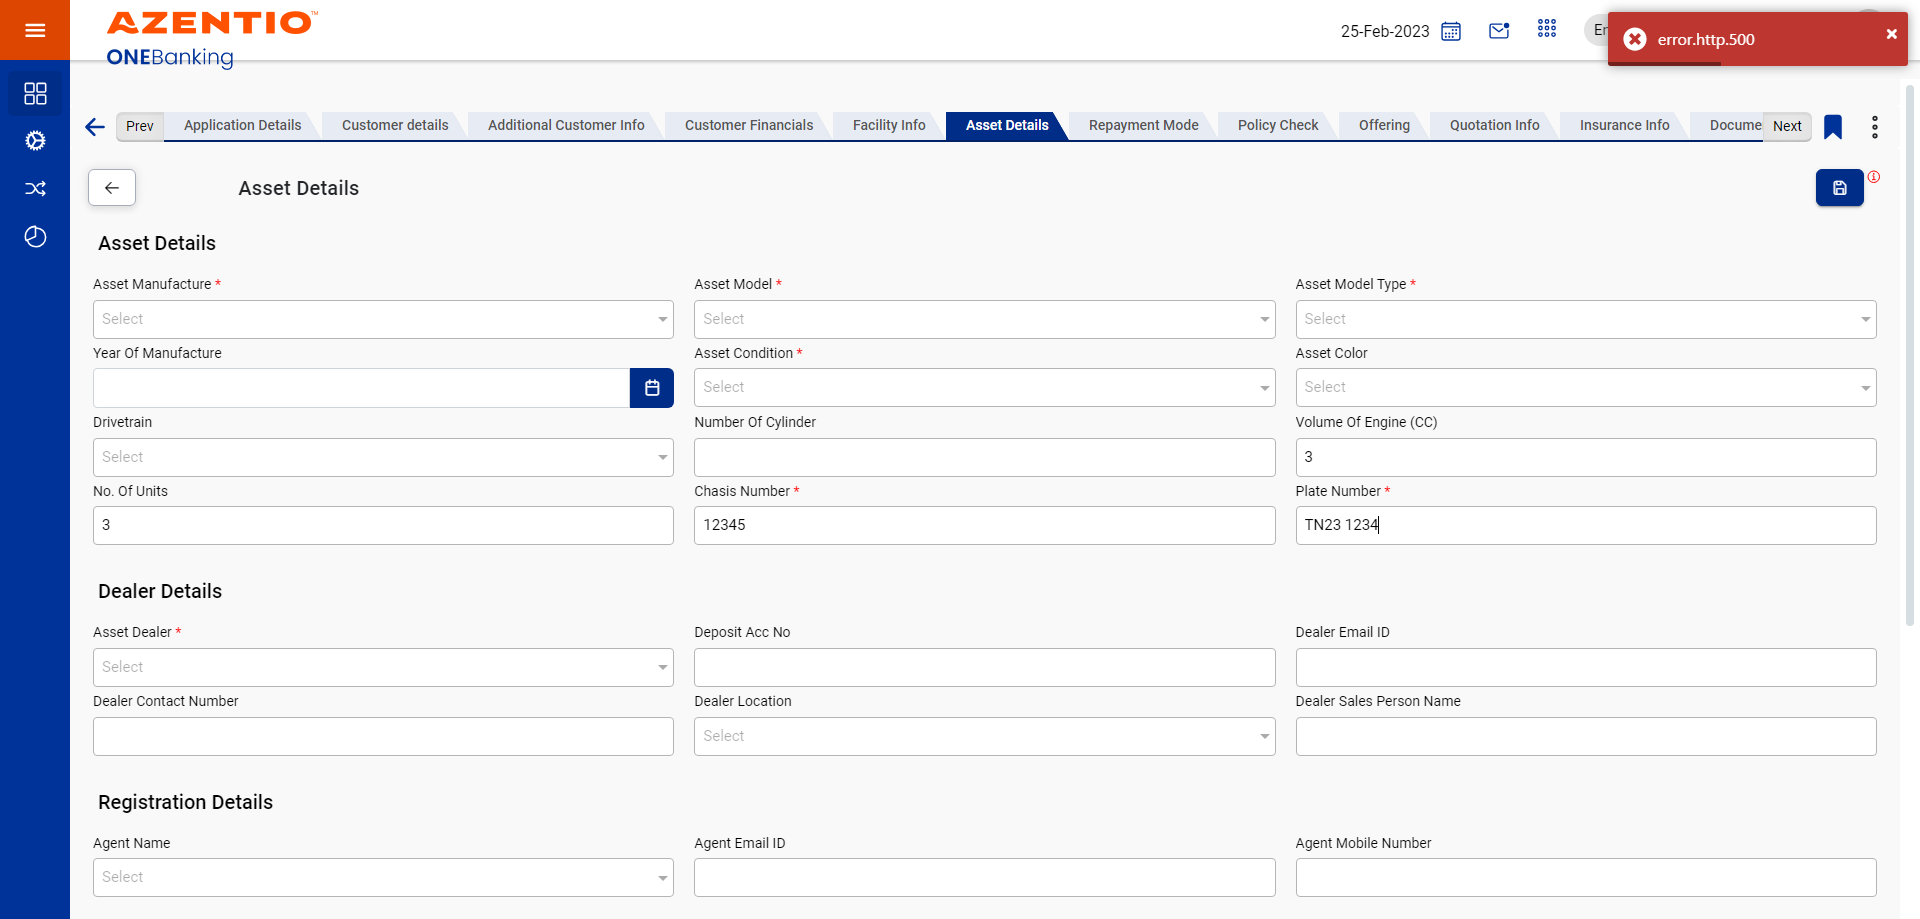 AZENTIO™
ONEBanking
25-Feb-2023
error.http.500
Prev
Application Details
Customer details
Additional Customer Info
Customer Financials
Facility Info
Asset Details
Repayment Mode
Policy Check
Offering
Quotation Info
Insurance Info
Docume
Next
Asset Details
Asset Details
Asset Manufacture *
Asset Model *
Asset Model Type *
Select
Select
Select
Year Of Manufacture
Asset Condition *
Asset Color
Select
Select
Drivetrain
Number Of Cylinder
Volume Of Engine (CC)
Select
3
No. Of Units
Chasis Number *
Plate Number *
3
12345
TN23 1234
Dealer Details
Asset Dealer *
Deposit Acc No
Dealer Email ID
Select
Dealer Contact Number
Dealer Location
Dealer Sales Person Name
Select
Registration Details
Agent Name
Agent Email ID
Agent Mobile Number
Select